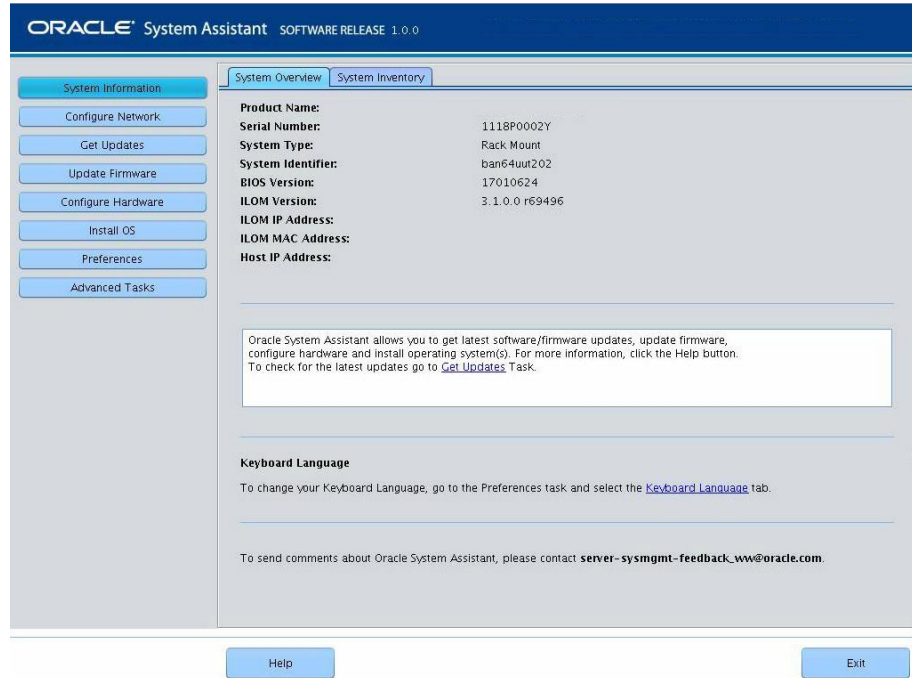 ORACLE System Assistant SOFTWARE RELEASE 1.0.0
System Information
Configure Network
Get Updates
Update Firmware
Configure Hardware
Install OS
Preferences
Advanced Tasks
System Overview System Inventory
Product Name:
Serial Number: 1118P0002Y
System Type: Rack Mount
System Identifier: ban64uut202
BIOS Version: 17010624
ILOM Version: 3.1.0.0 r69496
ILOM IP Address:
ILOM MAC Address:
Host IP Address:
Oracle System Assistant allows you to get latest software/firmware updates, update firmware,
configure hardware and install operating system(s). For more information, click the Help button.
To check for the latest updates go to Get Updates Task.
Keyboard Language
To change your Keyboard Language, go to the Preferences task and select the Keyboard Language tab.
To send comments about Oracle System Assistant, please contact server-sysmgmt-feedback_ww@oracle.com.
Help
Exit